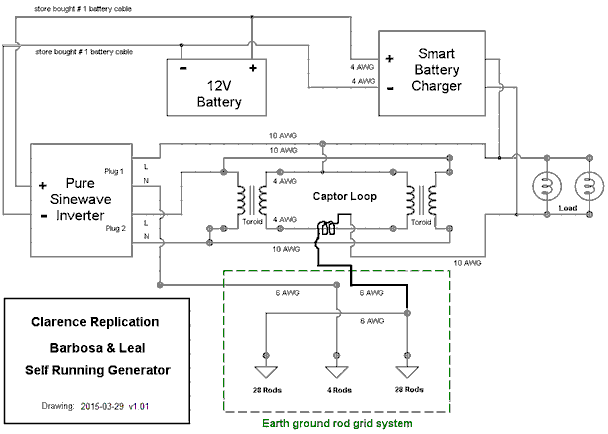 store bought # 1 battery cable
store bought # 1 battery cable
- +
12V
Battery
4 AWG
4 AWG
+
-
Smart
Battery
Charger
10 AWG
10 AWG
Plug 1
L
N
+
-
Pure
Sinewave
Inverter
Plug 2
L
N
4 AWG
4 AWG
Toroid
Captor Loop
Toroid
Load
10 AWG
10 AWG
6 AWG
6 AWG
6 AWG
28 Rods
4 Rods
28 Rods
Earth ground rod grid system
Clarence Replication
Barbosa & Leal
Self Running Generator
Drawing: 2015-03-29 v1.01